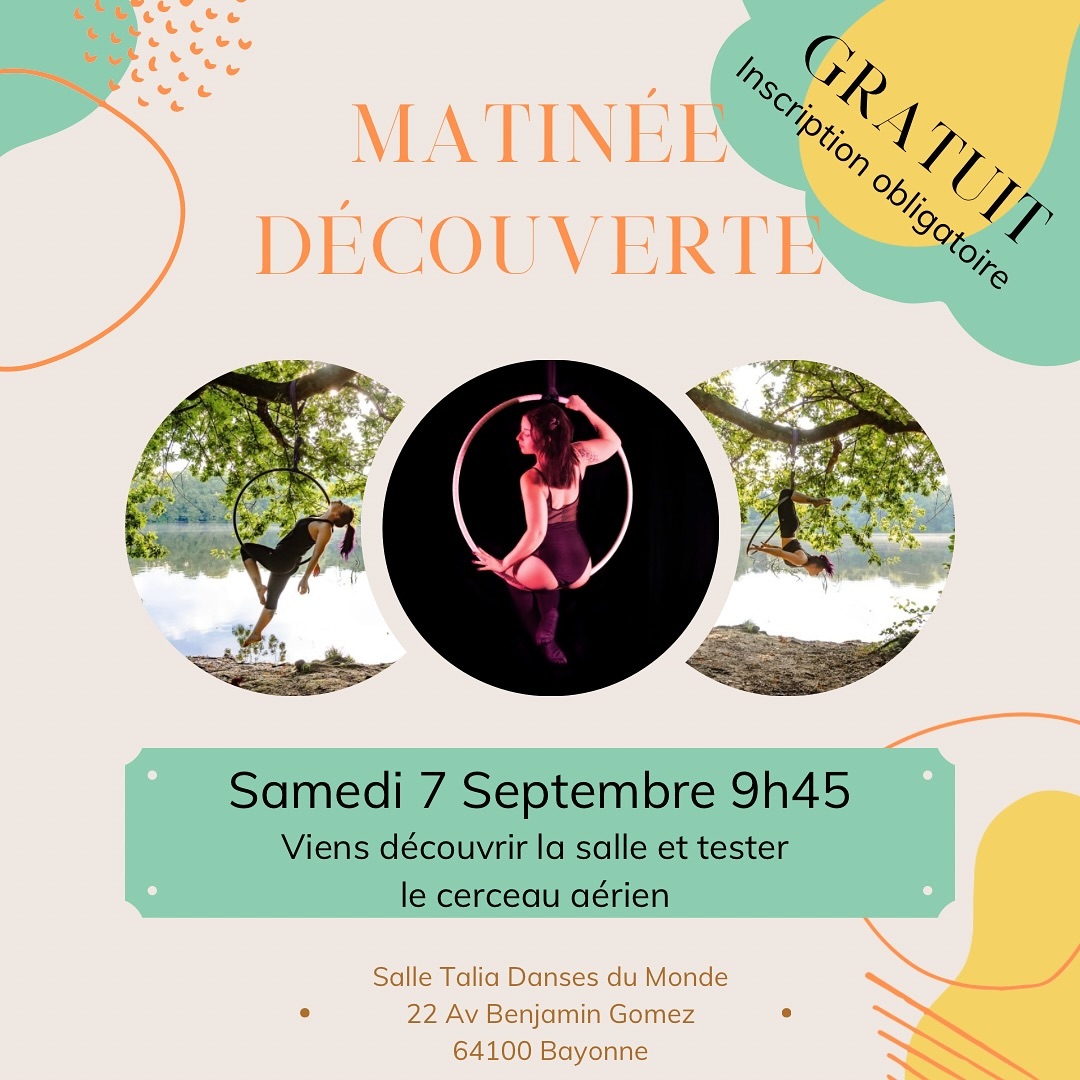 GRATUIT
Inscription obligatoire
MATINÉE
DÉCOUVERTE
Samedi 7 Septembre 9h45
Viens découvrir la salle et tester
le cerceau aérien
Salle Talia Danses du Monde
22 Av Benjamin Gomez
64100 Bayonne